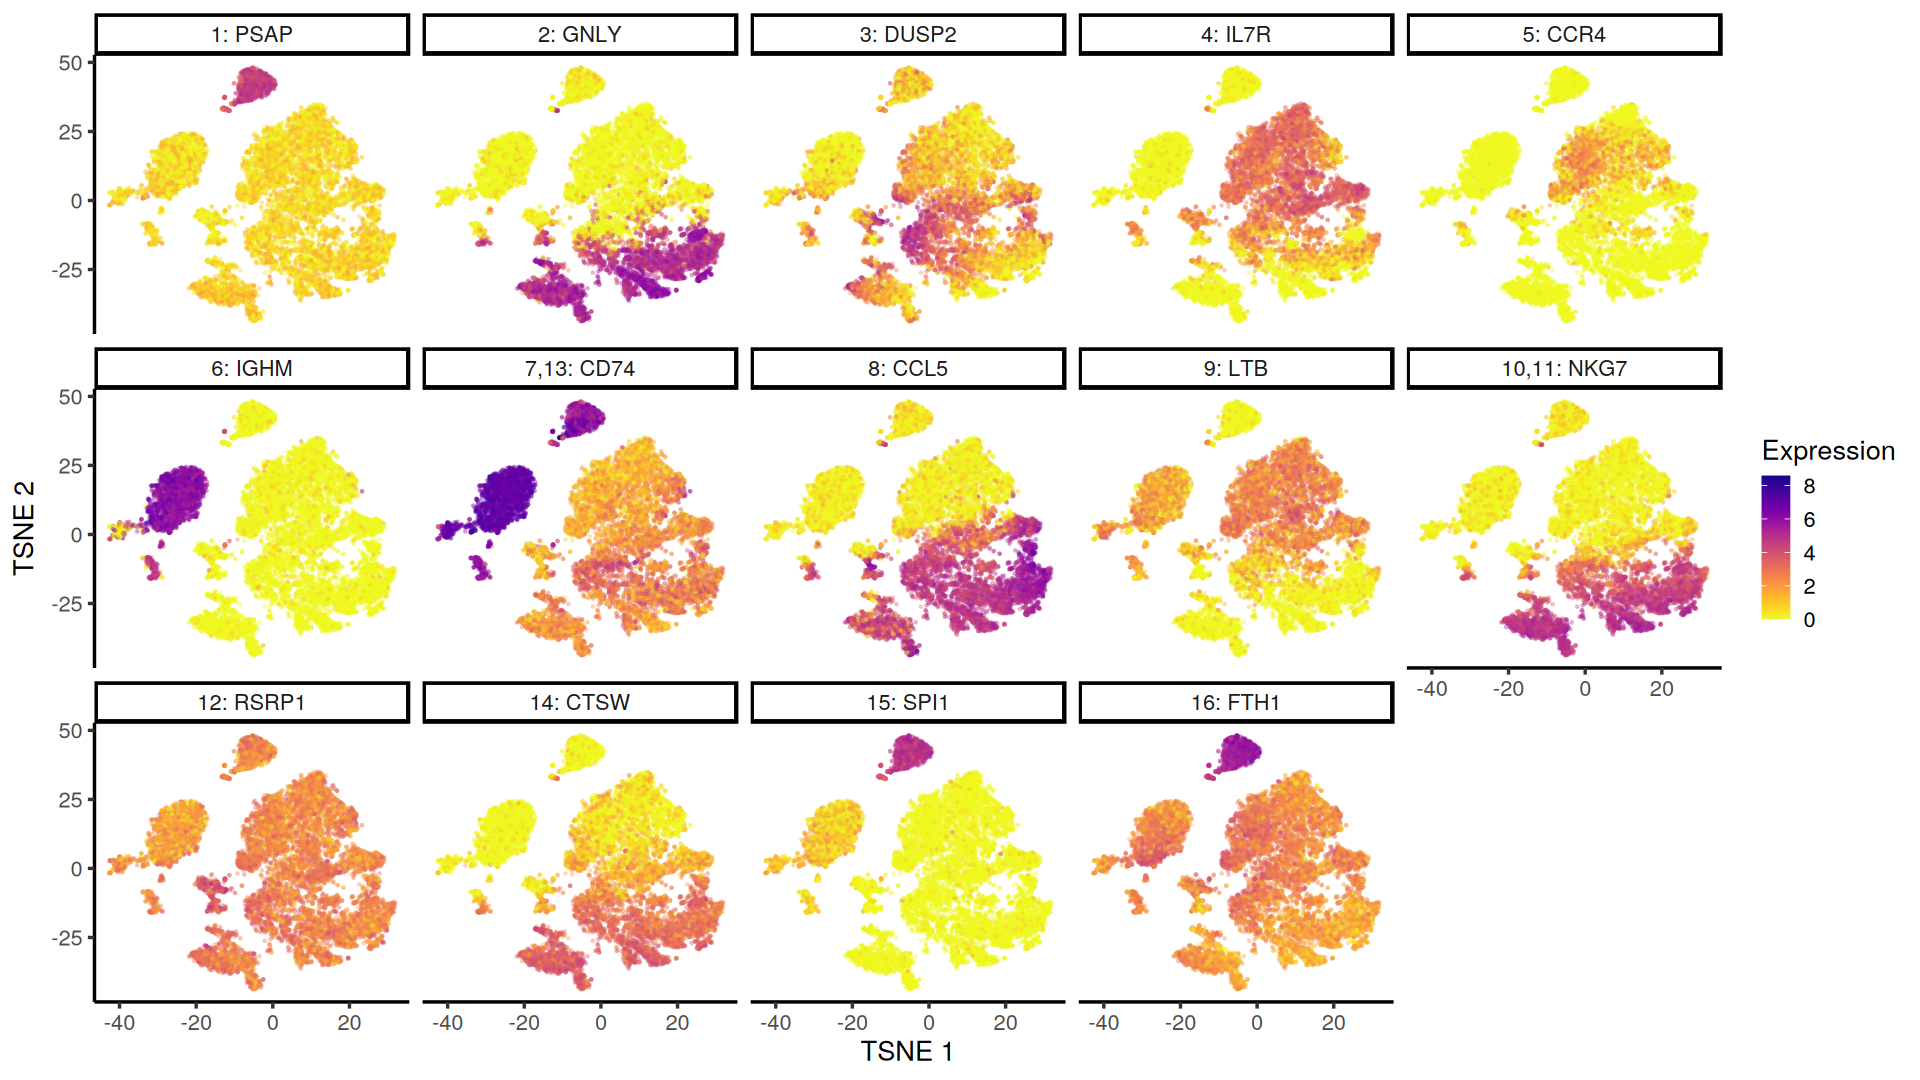 1: PSAP
2: GNLY
3: DUSP2
4: IL7R
5: CCR4
50
25
0
-25
6: IGHM
7,13: CD74
8: CCL5
9: LTB
10,11: NKG7
50
25
0
-25
-40 -20 0 20
12: RSRP1
14: CTSW
15: SPI1
16: FTH1
50
25
0
-25
-40 -20 0 20
-40 -20 0 20
-40 -20 0 20
-40 -20 0 20
TSNE 1
TSNE 2
Expression
8
6
4
2
0